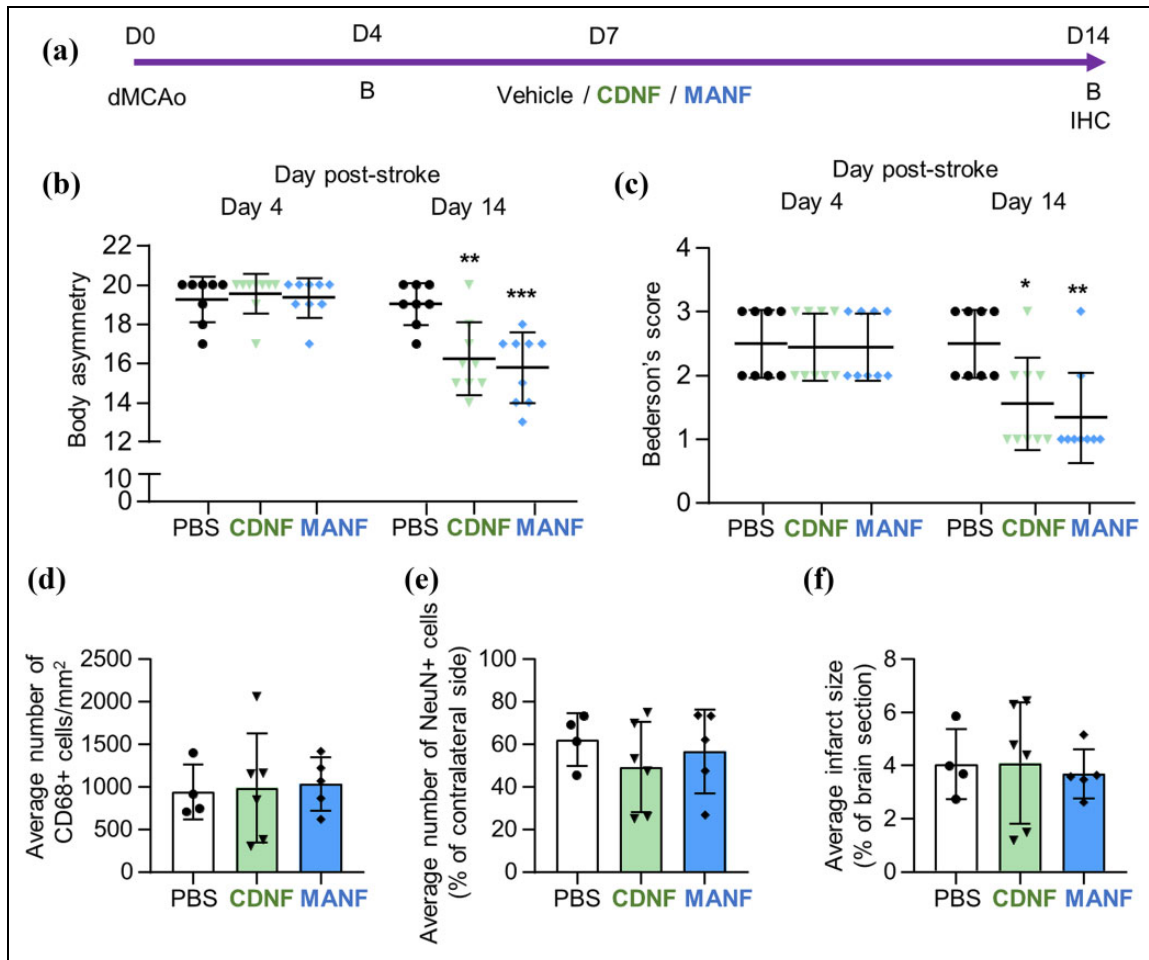 (a)
D0 D4 D7 D14
dMCAo B Vehicle / CDNF / MANF B
IHC
(b)
Day post-stroke
Day 4 Day 14
Body asymmetry
22
20
18
16
14
12
10
0
** ***
PBS CDNF MANF PBS CDNF MANF
(c)
Day post-stroke
Day 4 Day 14
Bederson's score
4
3
2
1
0
* **
PBS CDNF MANF PBS CDNF MANF
(d)
Average number of
CD68+ cells/mm²
2500
2000
1500
1000
500
0
PBS CDNF MANF
(e)
Average number of NeuN+ cells
(% of contralateral side)
100
80
60
40
20
0
PBS CDNF MANF
(f)
Average infarct size
(% of brain section)
8
6
4
2
0
PBS CDNF MANF